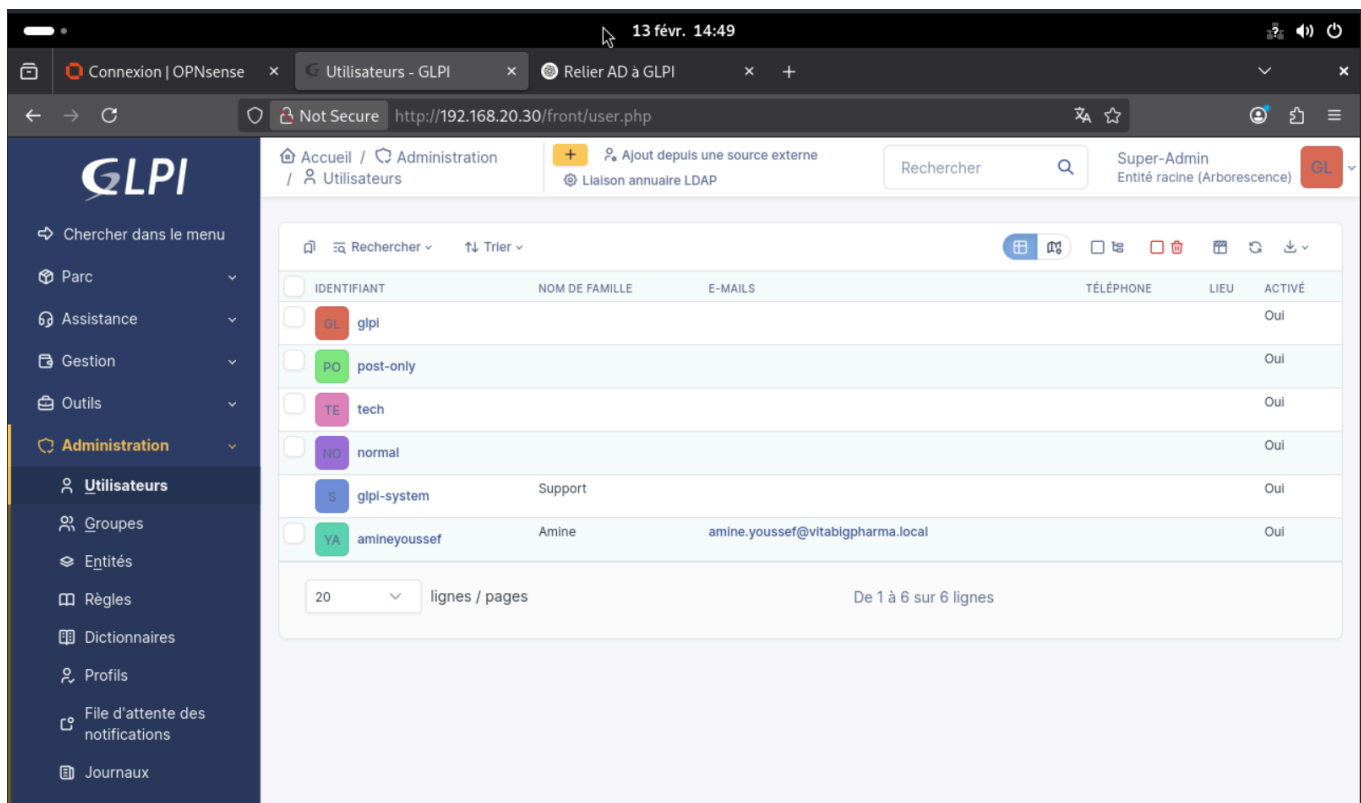 13 févr. 14:49
Connexion | OPNsense
Utilisateurs - GLPI
Relier AD à GLPI
Not Secure http://192.168.20.30/front/user.php
GLPI
Chercher dans le menu
Parc
Assistance
Gestion
Outils
Administration
Utilisateurs
Groupes
Entités
Règles
Dictionnaires
Profils
File d'attente des
notifications
Journaux
Accueil / Administration
/ Utilisateurs
+ Ajout depuis une source externe
Liaison annuaire LDAP
Rechercher
Super-Admin
Entité racine (Arborescence)
GL
Rechercher Trier
IDENTIFIANT NOM DE FAMILLE E-MAILS TÉLÉPHONE LIEU ACTIVÉ
GL glpi Oui
PO post-only Oui
TE tech Oui
NO normal Oui
S glpi-system Support Oui
YA amineyoussef Amine amine.youssef@vitabigpharma.local Oui
20 lignes / pages De 1 à 6 sur 6 lignes